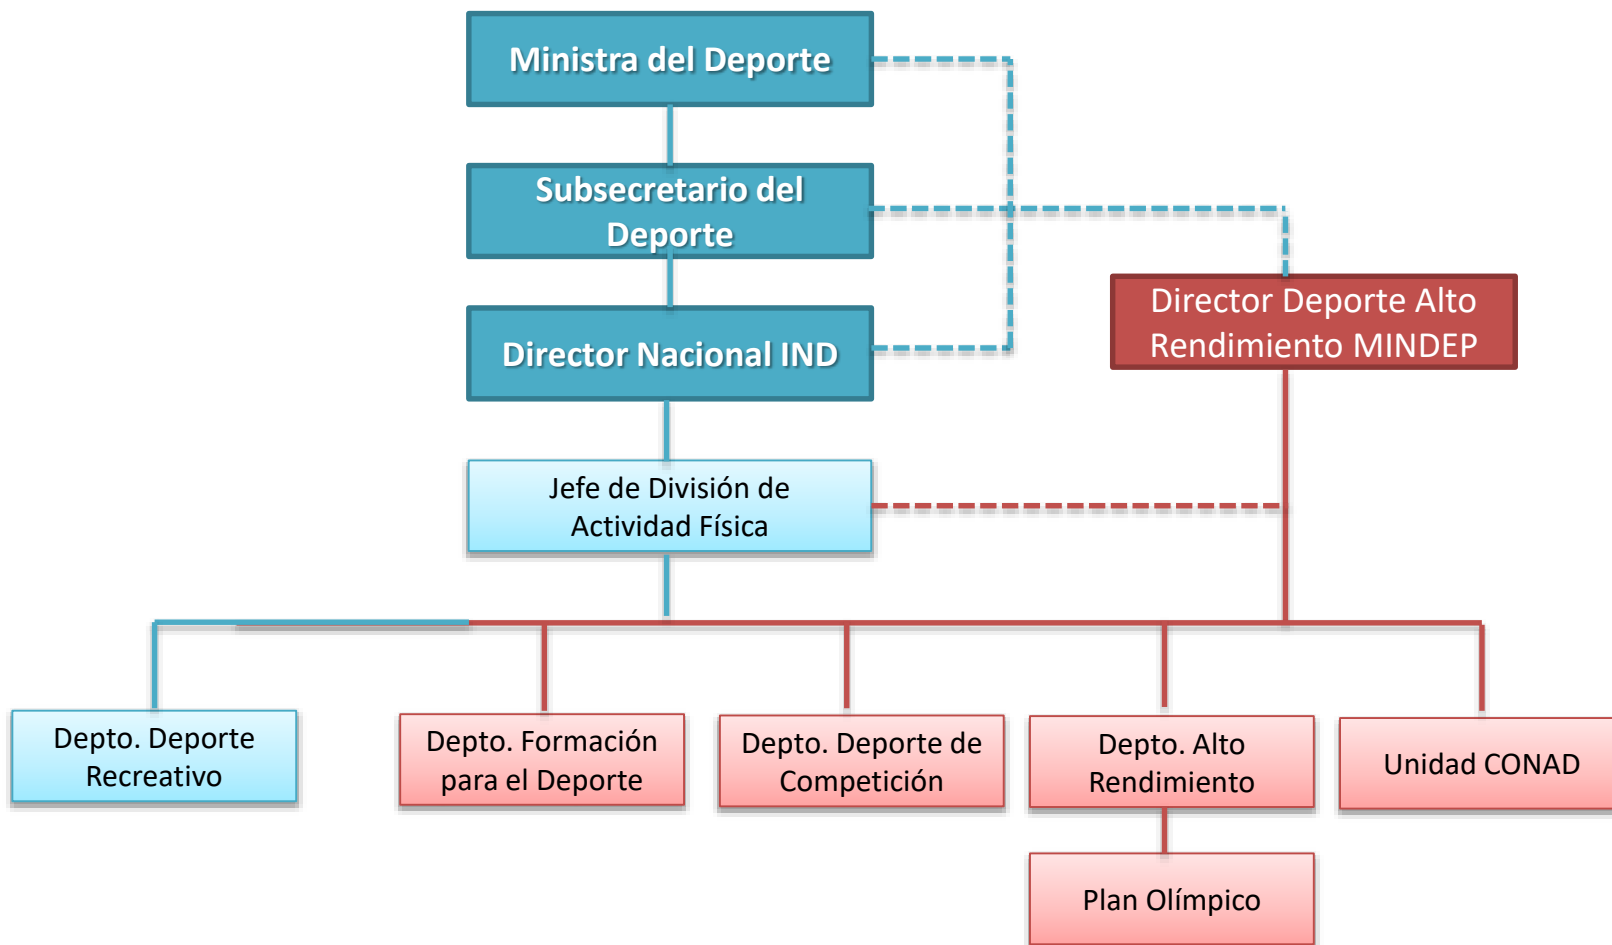 Ministra del Deporte
Subsecretario del
Deporte
Director Nacional IND
Director Deporte Alto
Rendimiento MINDEP
Jefe de División de
Actividad Física
Depto. Deporte
Recreativo
Depto. Formación
para el Deporte
Depto. Deporte de
Competición
Depto. Alto
Rendimiento
Unidad CONAD
Plan Olímpico